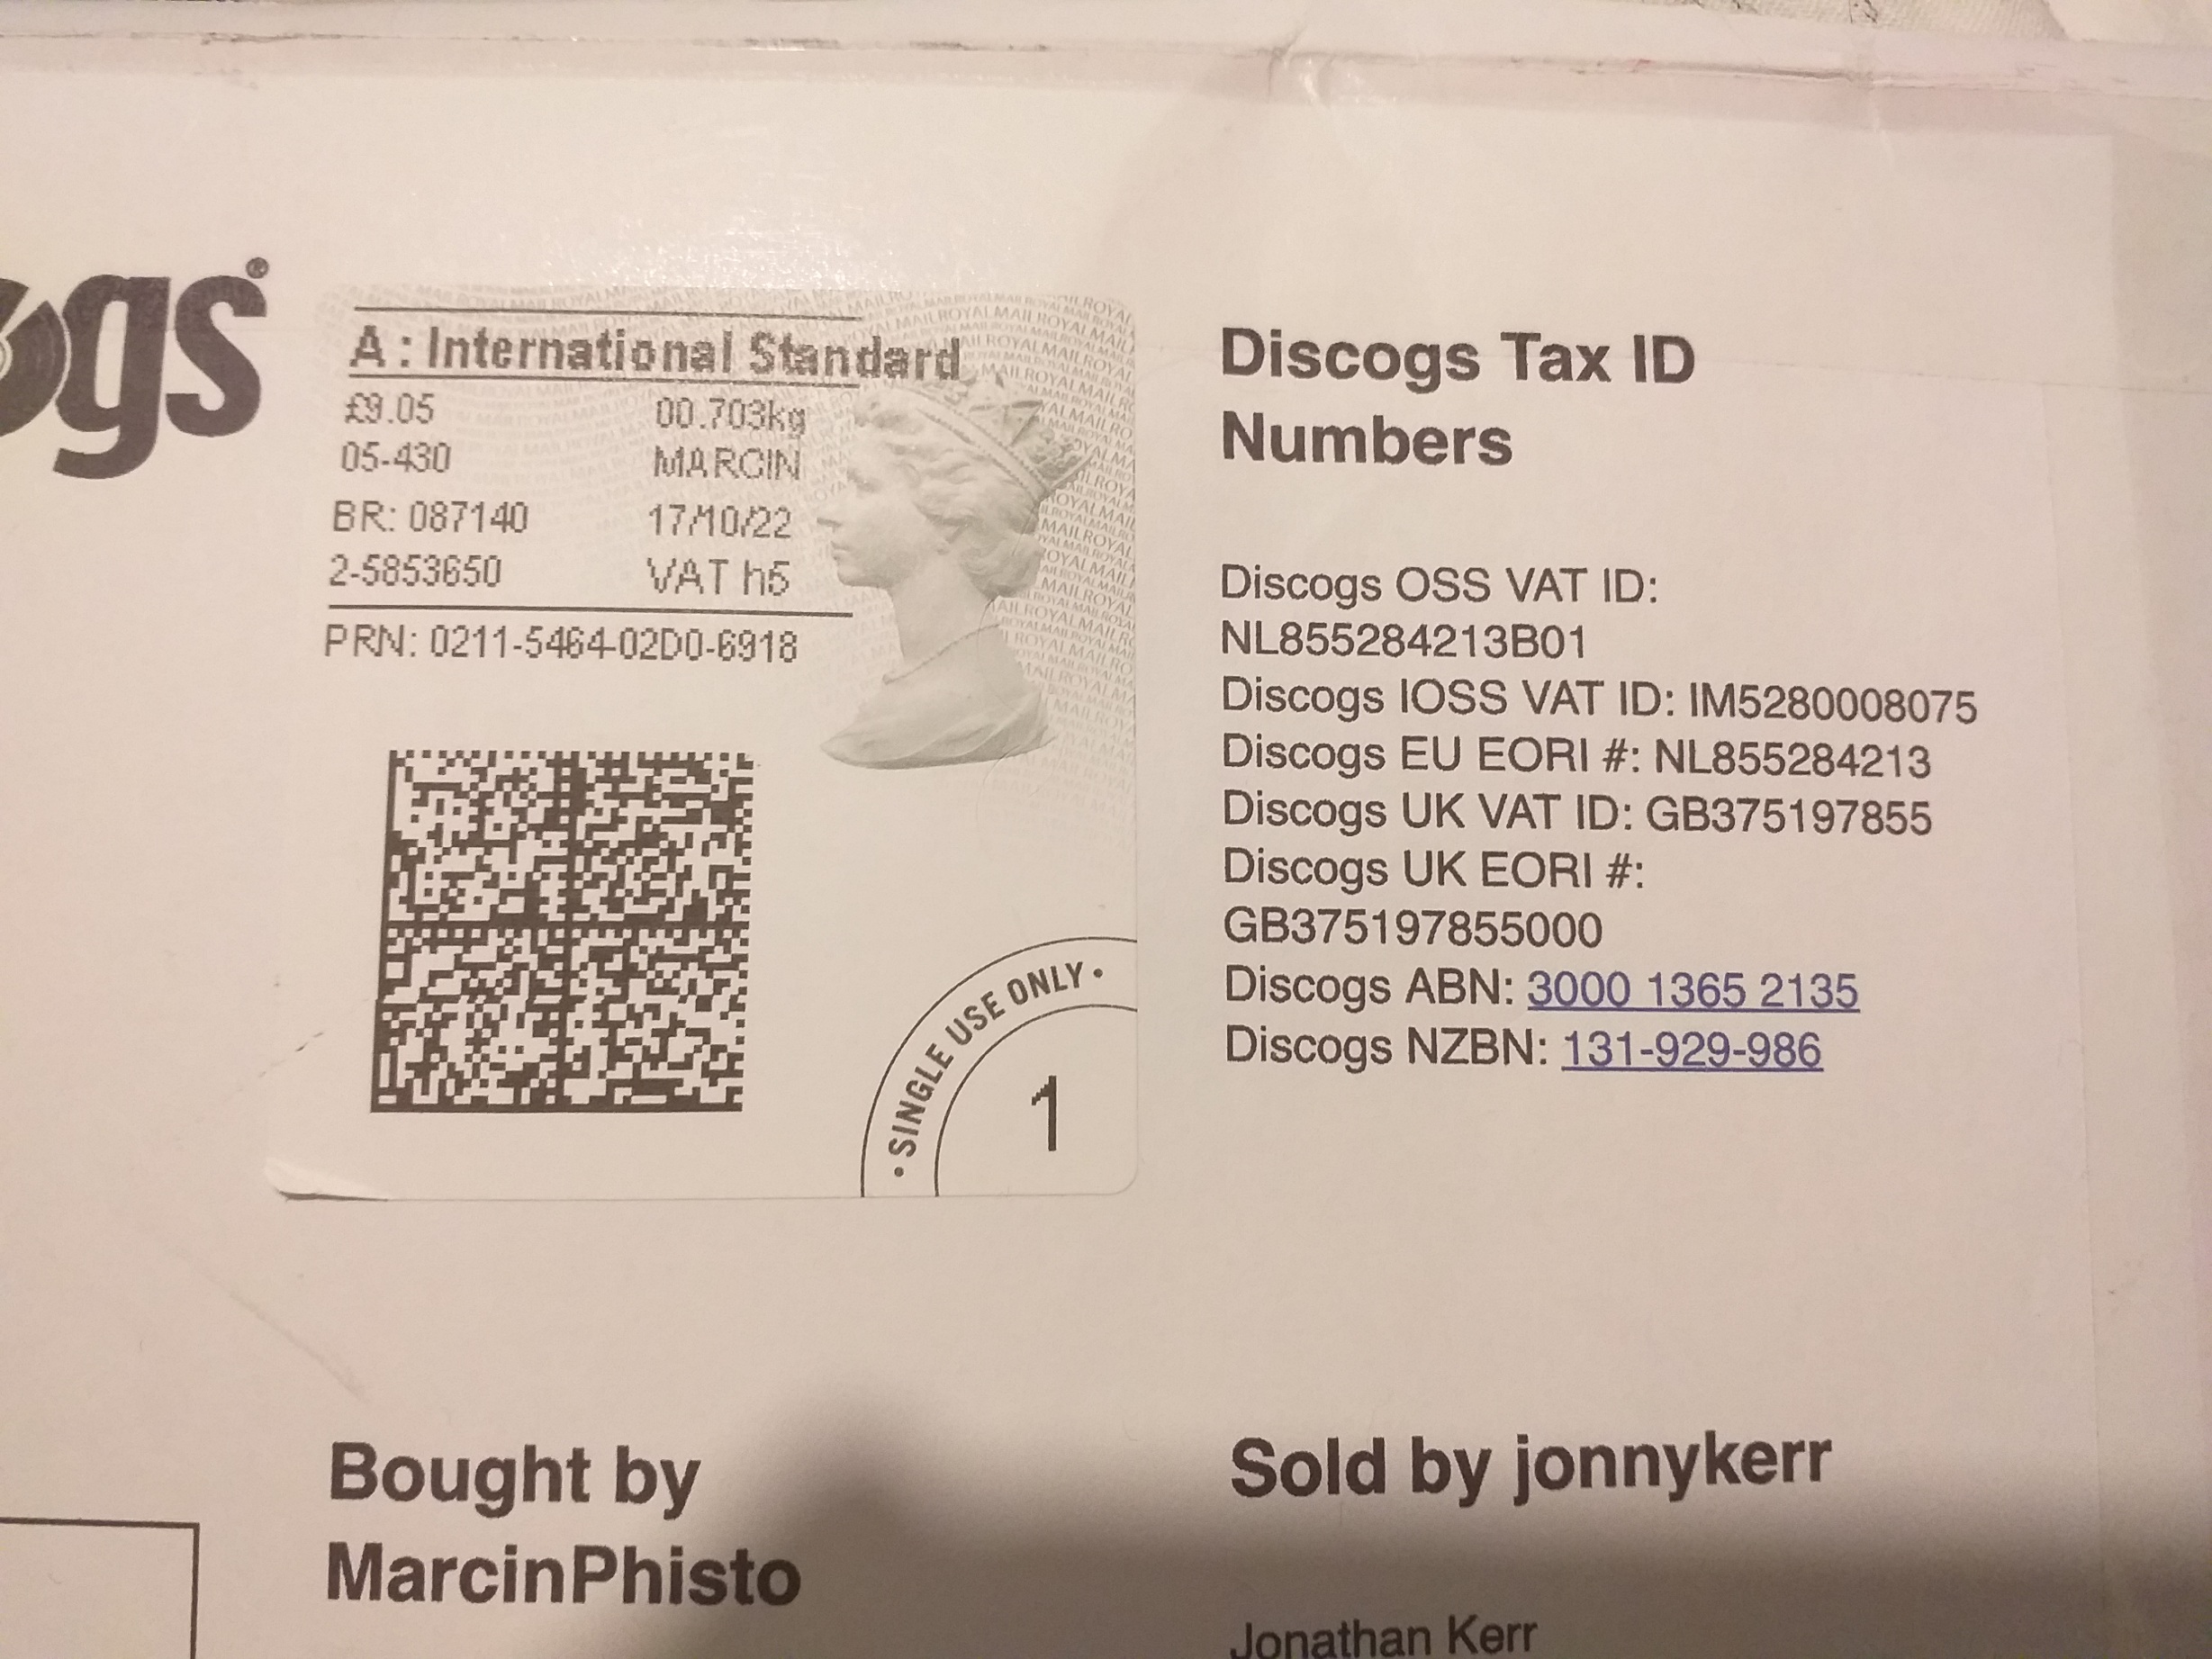 ogs®
A : International Standard
£9.05 00.703kg
05-430 MARCIN
BR: 087140 17/10/22
2-5853650 VAT h5
PRN: 0211-5464-02D0-6918
• SINGLE USE ONLY •
1
Discogs Tax ID
Numbers
Discogs OSS VAT ID:
NL855284213B01
Discogs IOSS VAT ID: IM5280008075
Discogs EU EORI #: NL855284213
Discogs UK VAT ID: GB375197855
Discogs UK EORI #:
GB375197855000
Discogs ABN: 3000 1365 2135
Discogs NZBN: 131-929-986
Bought by
MarcinPhisto
Sold by jonnykerr
Jonathan Kerr